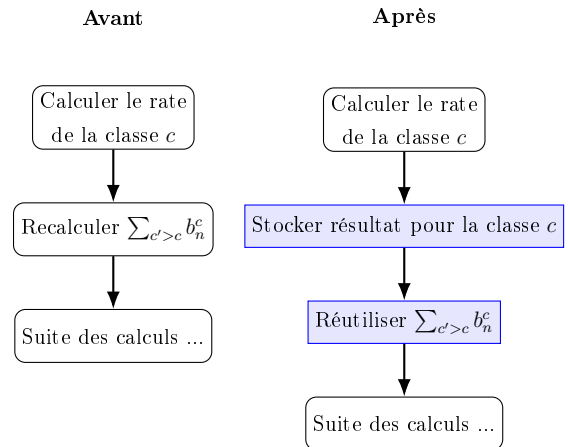 Avant
Calculer le rate
de la classe c
Recalculer ∑_{c'>c} b_n^c
Suite des calculs ...
Après
Calculer le rate
de la classe c
Stocker résultat pour la classe c
Réutiliser ∑_{c'>c} b_n^c
Suite des calculs ...